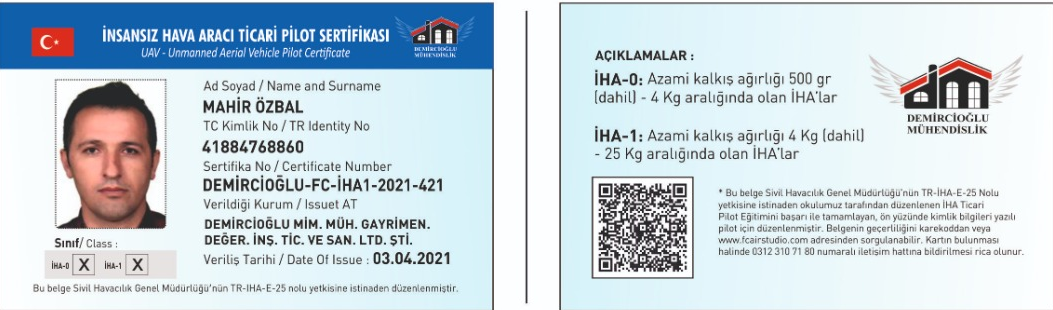 İNSANSIZ HAVA ARACI TİCARİ PİLOT SERTİFİKASI
UAV - Unmanned Aerial Vehicle Pilot Certificate
DEMİRCİOĞLU
MÜHENDİSLİK
Ad Soyad / Name and Surname
MAHİR ÖZBAL
TC Kimlik No / TR Identity No
41884768860
Sertifika No / Certificate Number
DEMİRCİOĞLU-FC-İHA1-2021-421
Verildiği Kurum / Issuet AT
DEMİRCİOĞLU MİM. MÜH. GAYRİMEN.
DEĞER. İNŞ. TİC. VE SAN. LTD. ŞTİ.
Veriliş Tarihi / Date Of Issue : 03.04.2021
Sınıf/ Class :
İHA-0 X İHA-1 X
Bu belge Sivil Havacılık Genel Müdürlüğü'nün TR-IHA-E-25 nolu yetkisine istinaden düzenlenmiştir.
AÇIKLAMALAR :
İHA-0: Azami kalkış ağırlığı 500 gr
(dahil) - 4 Kg aralığında olan İHA'lar
İHA-1: Azami kalkış ağırlığı 4 Kg (dahil)
- 25 Kg aralığında olan İHA'lar
DEMİRCİOĞLU
MÜHENDİSLİK
* Bu belge Sivil Havacılık Genel Müdürlüğü'nün TR-İHA-E-25 Nolu
yetkisine istinaden okulumuz tarafından düzenlenen İHA Ticari
Pilot Eğitimini başarı ile tamamlayan, ön yüzünde kimlik bilgileri yazılı
pilot için düzenlenmiştir. Belgenin geçerliliğini karekoddan veya
www.fcairstudio.com adresinden sorgulanabilir. Kartın bulunması
halinde 0312 310 71 80 numaralı iletişim hattına bildirilmesi rica olunur.